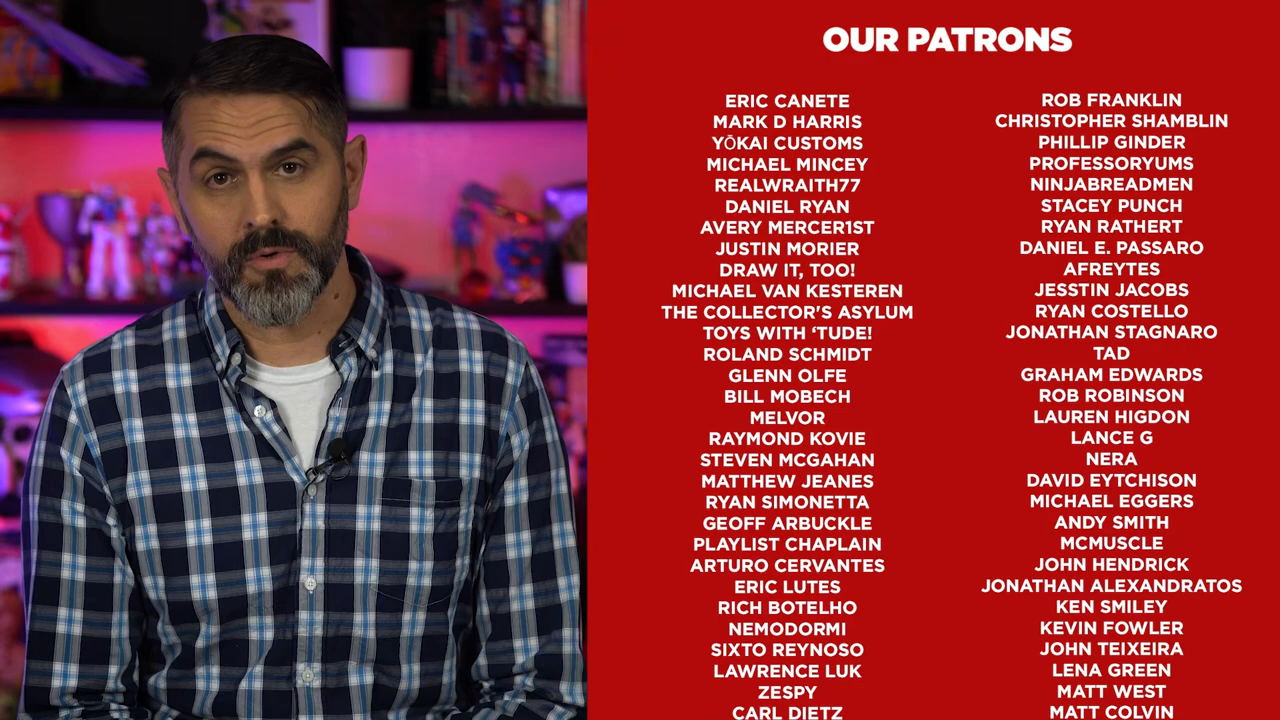 OUR PATRONS
ERIC CANETE
MARK D HARRIS
YŌKAI CUSTOMS
MICHAEL MINCEY
REALWRAITH77
DANIEL RYAN
AVERY MERCER1ST
JUSTIN MORIER
DRAW IT, TOO!
MICHAEL VAN KESTEREN
THE COLLECTOR'S ASYLUM
TOYS WITH ‘TUDE!
ROLAND SCHMIDT
GLENN OLFE
BILL MOBECH
MELVOR
RAYMOND KOVIE
STEVEN MCGAHAN
MATTHEW JEANES
RYAN SIMONETTA
GEOFF ARBUCKLE
PLAYLIST CHAPLAIN
ARTURO CERVANTES
ERIC LUTES
RICH BOTELHO
NEMODORMI
SIXTO REYNOSO
LAWRENCE LUK
ZESPY
CARL DIETZ
ROB FRANKLIN
CHRISTOPHER SHAMBLIN
PHILLIP GINDER
PROFESSORYUMS
NINJABREADMEN
STACEY PUNCH
RYAN RATHERT
DANIEL E. PASSARO
AFREYTES
JESSTIN JACOBS
RYAN COSTELLO
JONATHAN STAGNARO
TAD
GRAHAM EDWARDS
ROB ROBINSON
LAUREN HIGDON
LANCE G
NERA
DAVID EYTCHISON
MICHAEL EGGERS
ANDY SMITH
MCMUSCLE
JOHN HENDRICK
JONATHAN ALEXANDRATOS
KEN SMILEY
KEVIN FOWLER
JOHN TEIXEIRA
LENA GREEN
MATT WEST
MATT COLVIN